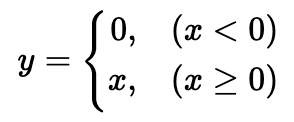 y = { 0, (x < 0)
x, (x ≥ 0)